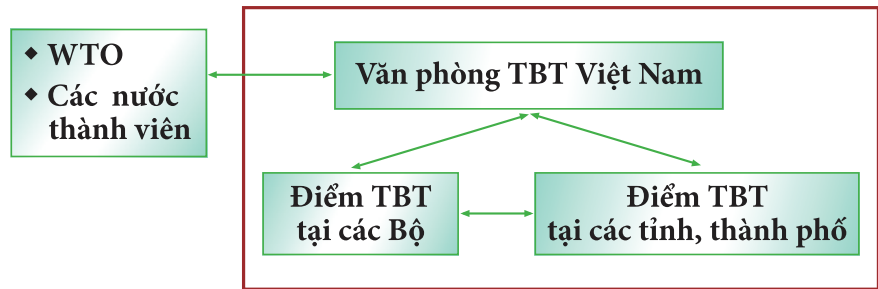 ◆ WTO
◆ Các nước
thành viên
Văn phòng TBT Việt Nam
Điểm TBT
tại các Bộ
Điểm TBT
tại các tỉnh, thành phố